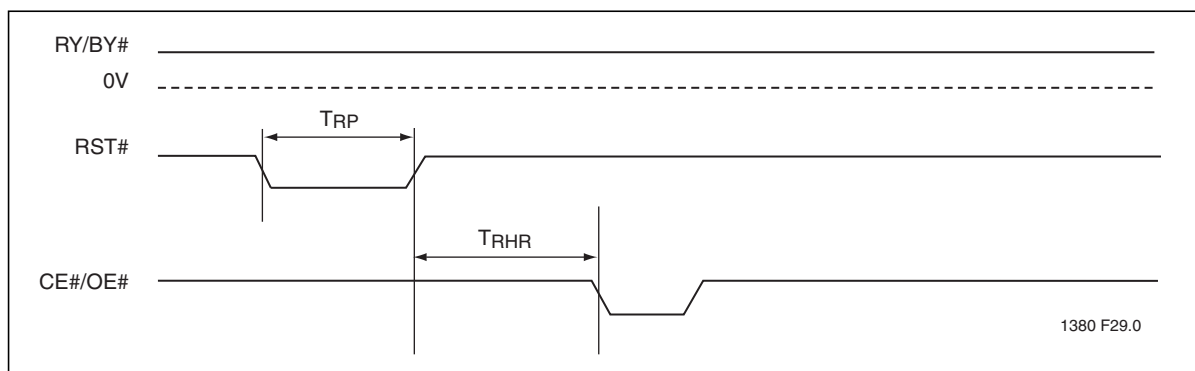 RY/BY#
0V
TRP
RST#
TRHR
CE#/OE#
1380 F29.0